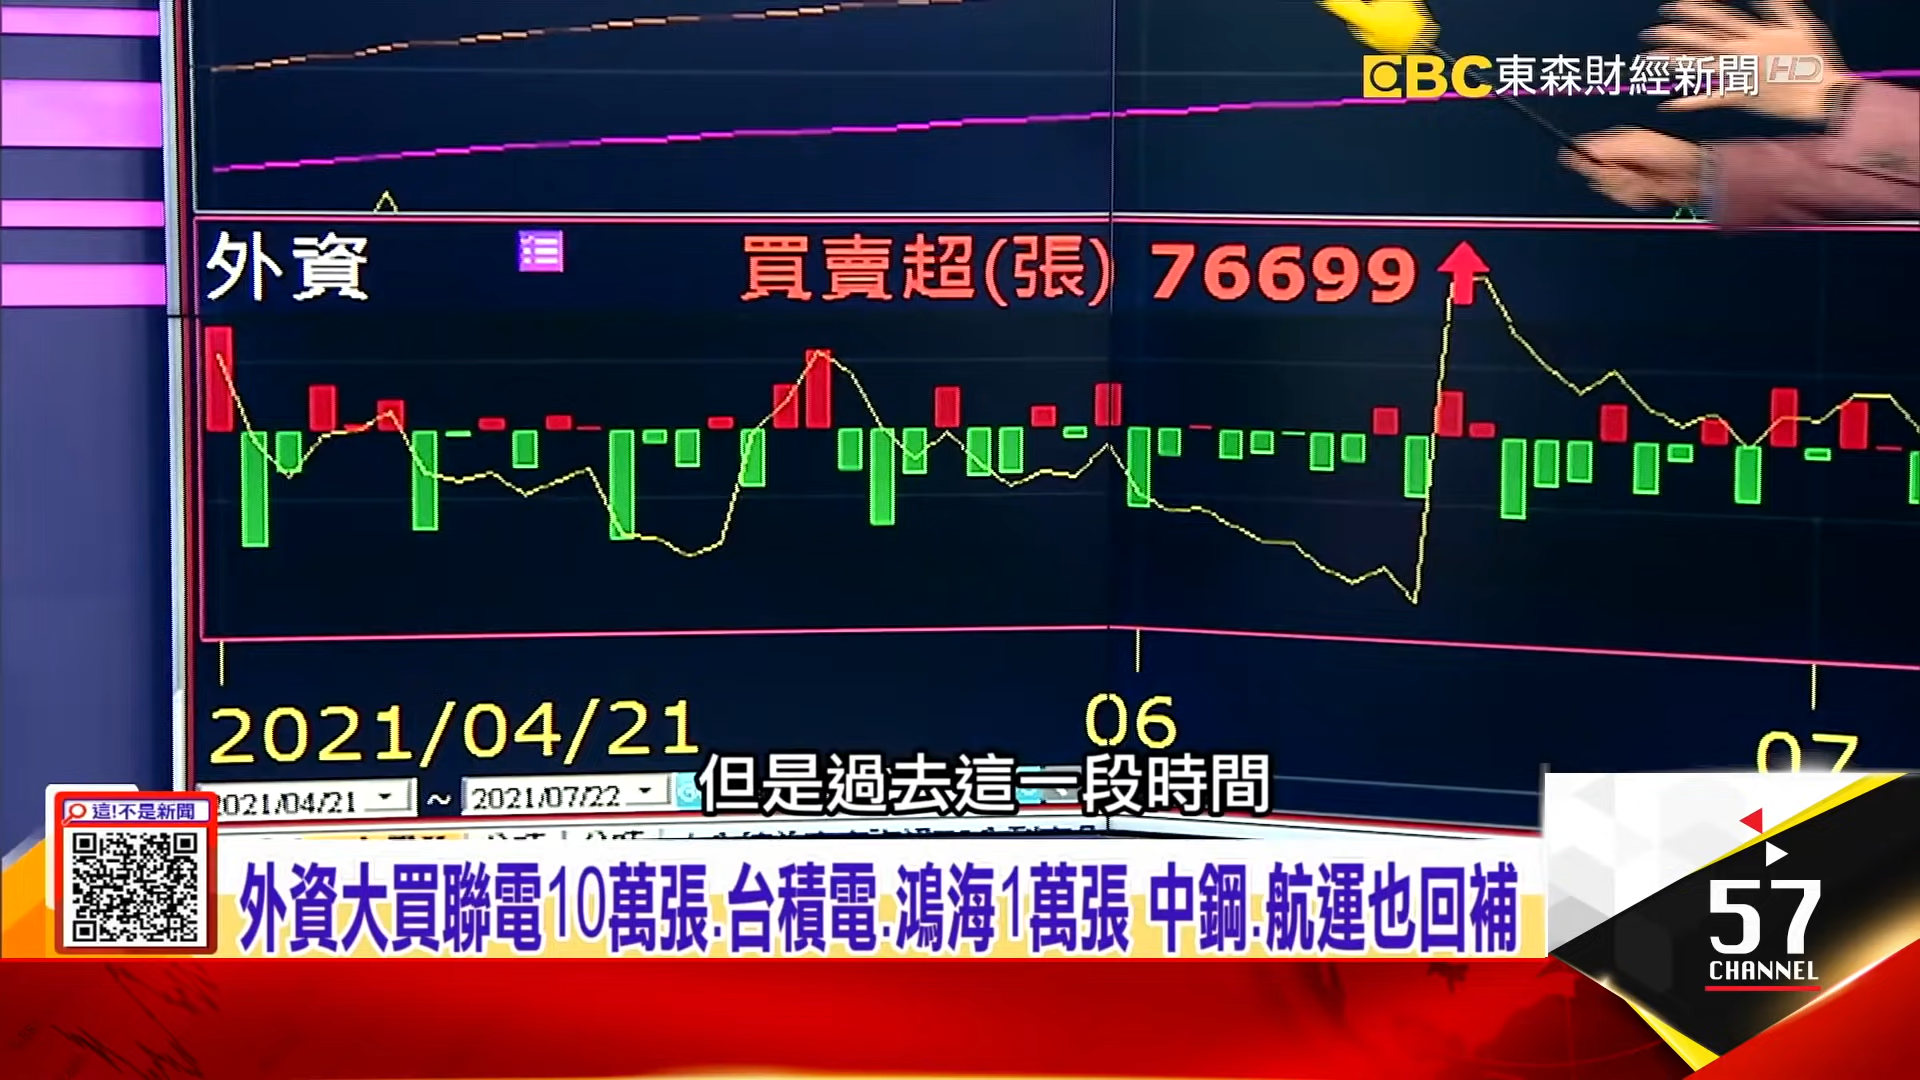 EBC東森財經新聞HD
外資 買賣超(張) 76699
2021/04/21 06 07
2021/04/21 ~ 2021/07/22
但是過去這一段時間
這!不是新聞
外資大買聯電10萬張.台積電.鴻海1萬張 中鋼.航運也回補
57
CHANNEL